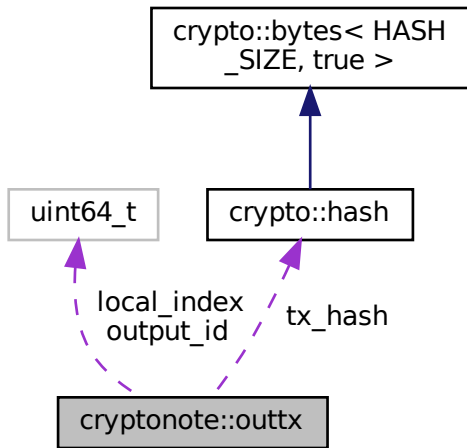 crypto::bytes< HASH
_SIZE, true >
uint64_t
crypto::hash
local_index
output_id
tx_hash
cryptonote::outtx